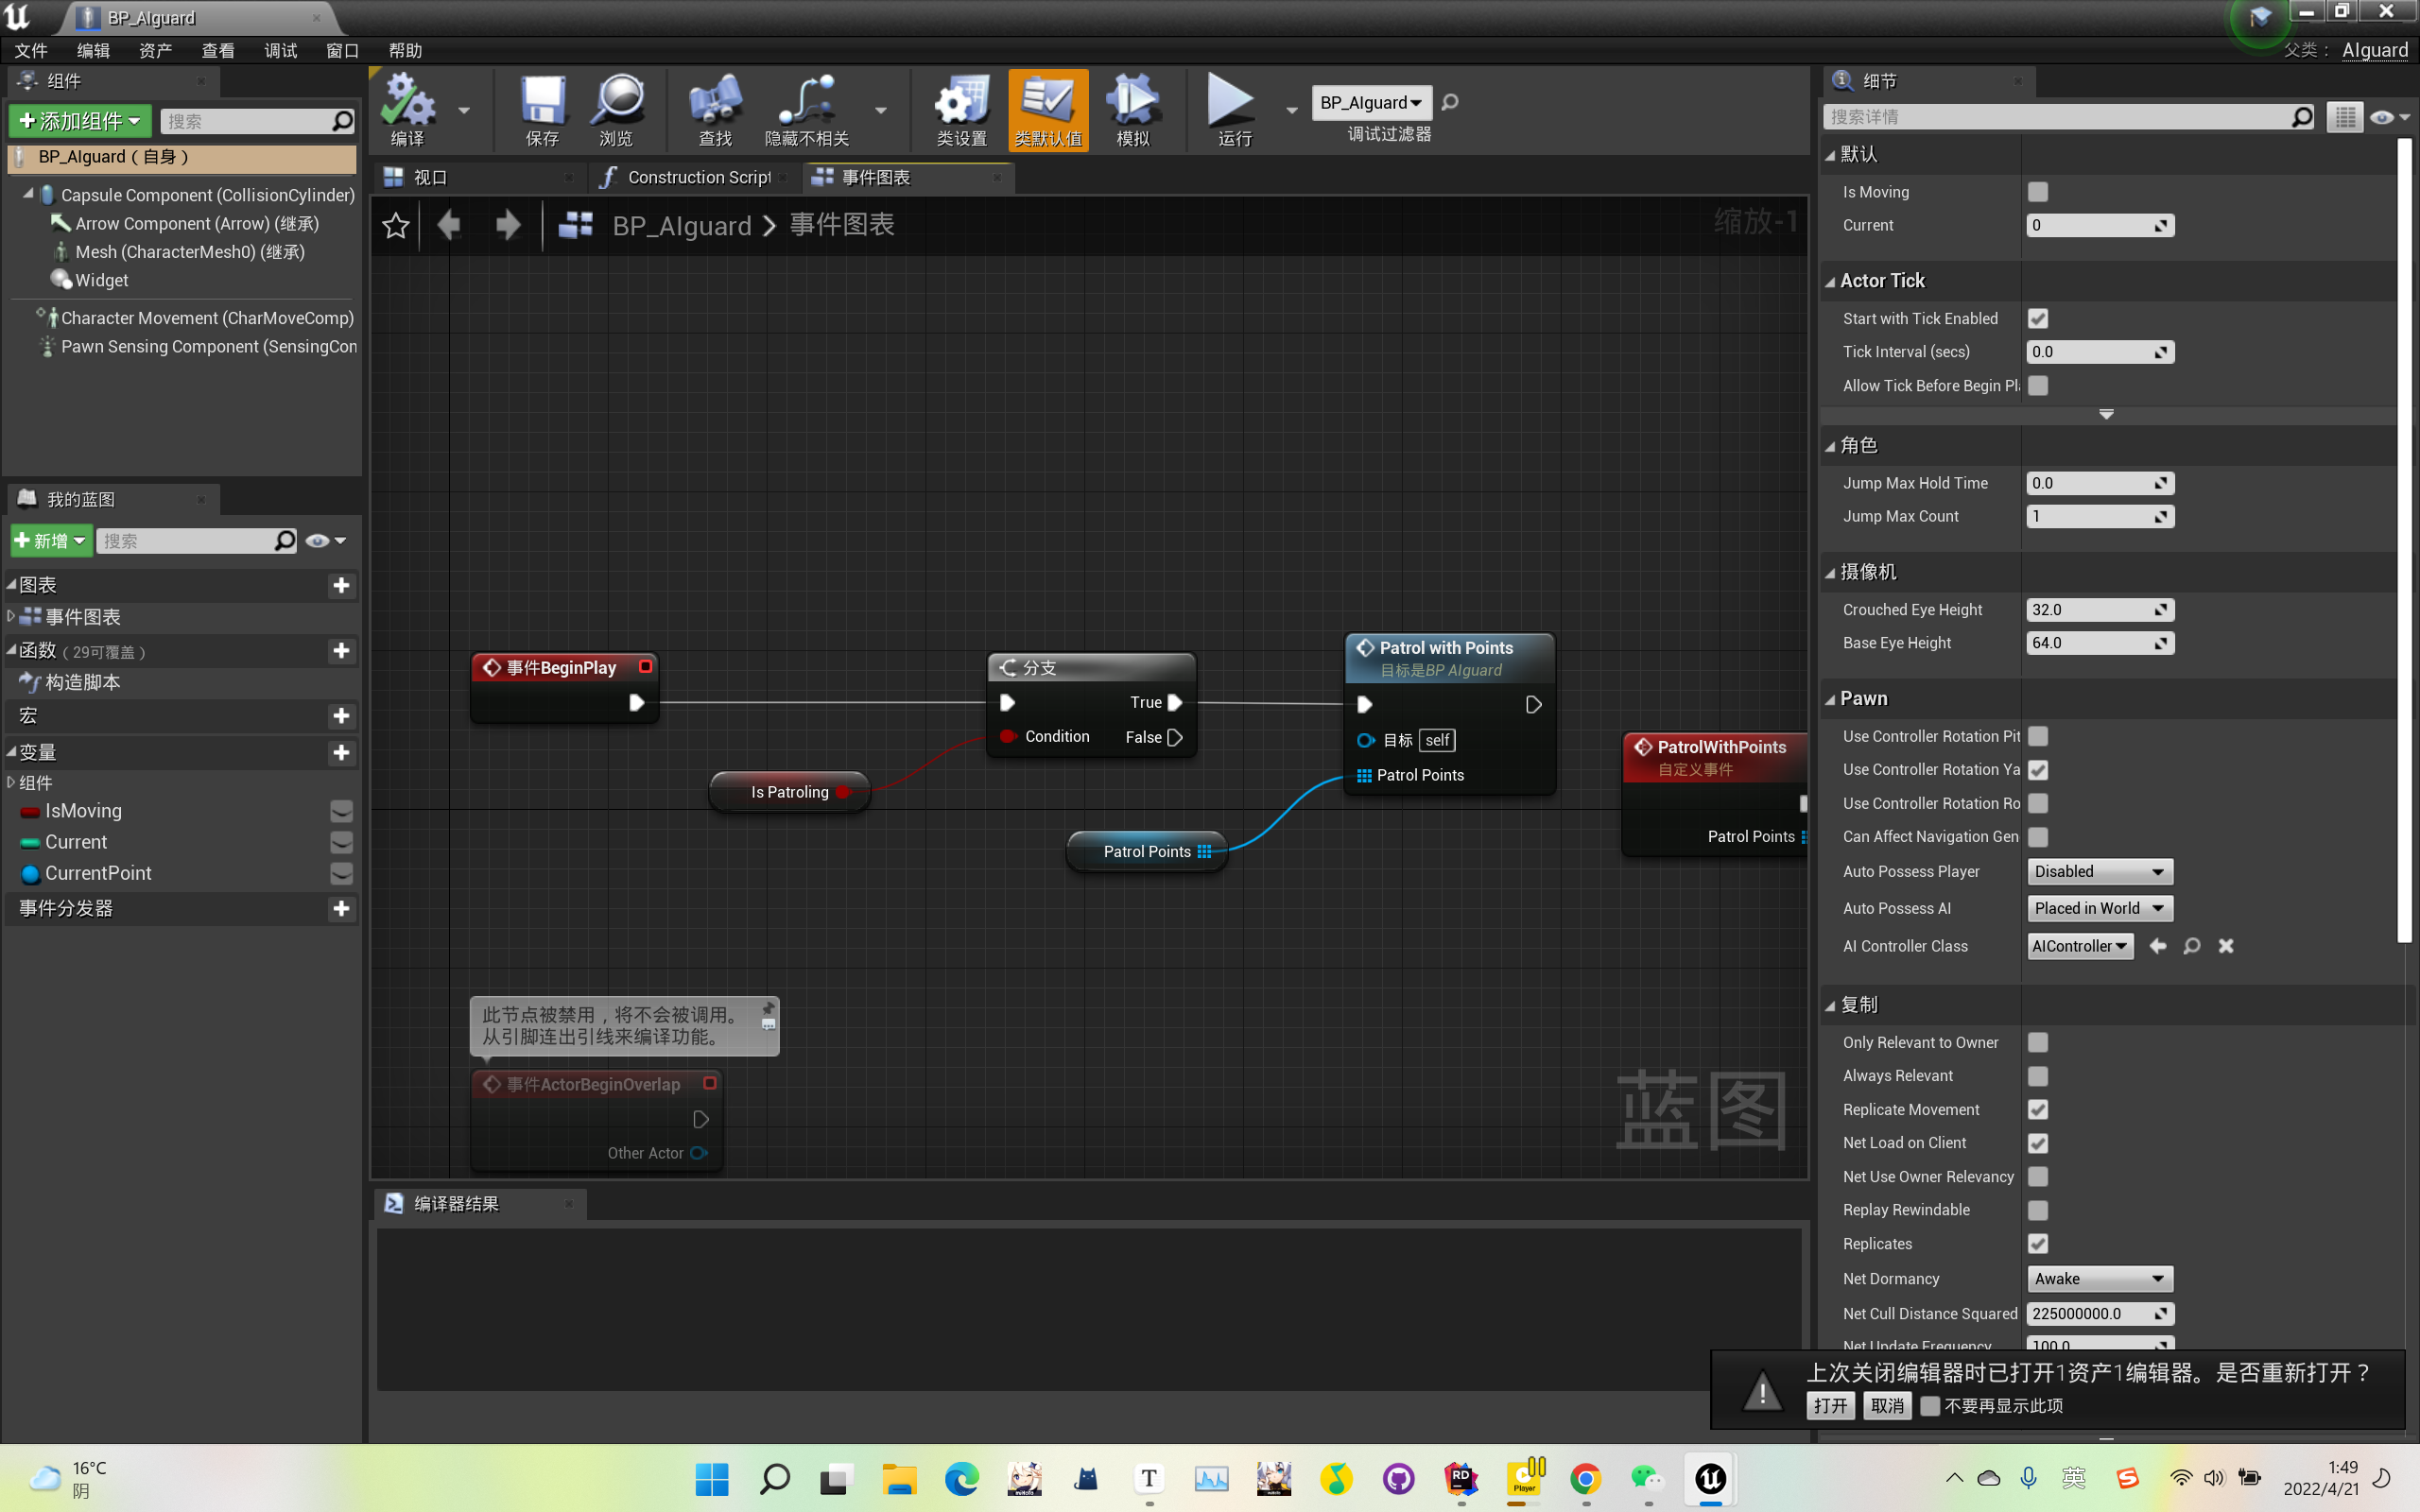 BP_AIguard
文件 编辑 资产 查看 调试 窗口 帮助
父类： AIguard
组件
添加组件
搜索
BP_AIguard（自身）
Capsule Component (CollisionCylinder)
Arrow Component (Arrow) (继承)
Mesh (CharacterMesh0) (继承)
Widget
Character Movement (CharMoveComp)
Pawn Sensing Component (SensingCon
我的蓝图
新增
搜索
图表
事件图表
函数（29可覆盖）
构造脚本
宏
变量
组件
IsMoving
Current
CurrentPoint
事件分发器
编译
保存
浏览
查找
隐藏不相关
类设置
类默认值
模拟
运行
BP_AIguard
调试过滤器
视口
Construction Script
事件图表
BP_AIguard > 事件图表
缩放-1
事件BeginPlay
分支
True
Condition
False
Is Patroling
Patrol Points
Patrol with Points
目标是BP AIguard
目标 self
Patrol Points
PatrolWithPoints
自定义事件
Patrol Points
此节点被禁用，将不会被调用。
从引脚连出引线来编译功能。
事件ActorBeginOverlap
Other Actor
蓝图
编译器结果
细节
搜索详情
默认
Is Moving
Current 0
Actor Tick
Start with Tick Enabled
Tick Interval (secs) 0.0
Allow Tick Before Begin Pl
角色
Jump Max Hold Time 0.0
Jump Max Count 1
摄像机
Crouched Eye Height 32.0
Base Eye Height 64.0
Pawn
Use Controller Rotation Pit
Use Controller Rotation Ya
Use Controller Rotation Ro
Can Affect Navigation Gen
Auto Possess Player Disabled
Auto Possess AI Placed in World
AI Controller Class AIController
复制
Only Relevant to Owner
Always Relevant
Replicate Movement
Net Load on Client
Net Use Owner Relevancy
Replay Rewindable
Replicates
Net Dormancy Awake
Net Cull Distance Squared 225000000.0
Net Update Frequency 100.0
上次关闭编辑器时已打开1资产1编辑器。是否重新打开？
打开 取消 不要再显示此项
16°C
阴
T
RD
Player
英
1:49
2022/4/21